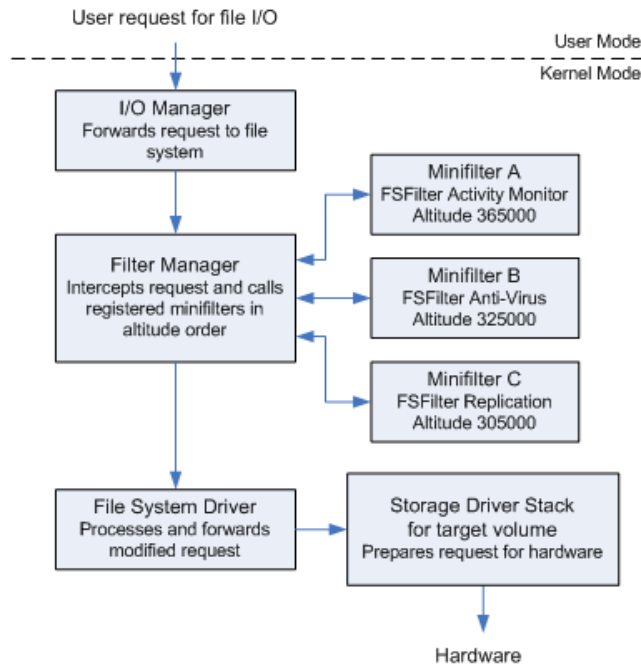 User request for file I/O
User Mode
Kernel Mode
I/O Manager
Forwards request to file
system
Minifilter A
FSFilter Activity Monitor
Altitude 365000
Filter Manager
Intercepts request and calls
registered minifilters in
altitude order
Minifilter B
FSFilter Anti-Virus
Altitude 325000
Minifilter C
FSFilter Replication
Altitude 305000
File System Driver
Processes and forwards
modified request
Storage Driver Stack
for target volume
Prepares request for hardware
Hardware